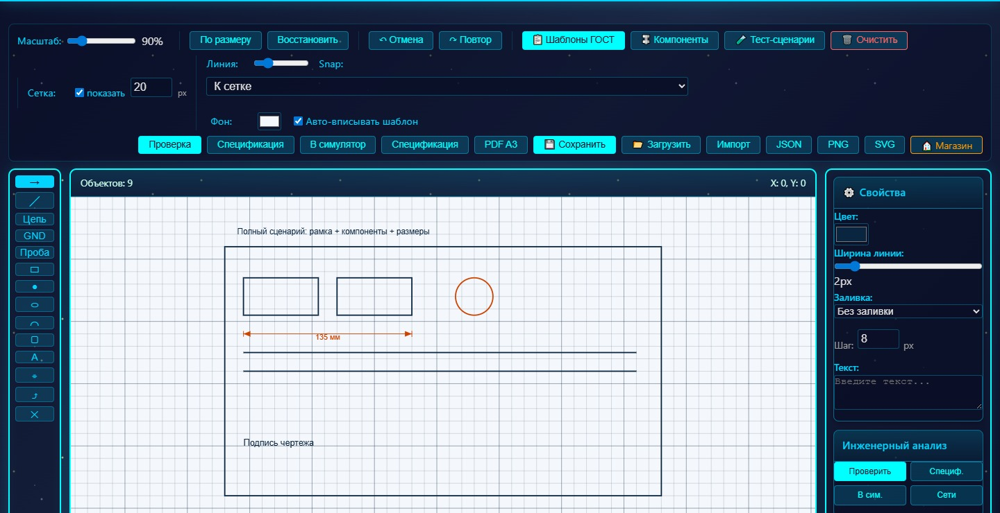 Масштаб: 90% По размеру Восстановить ↶ Отмена ↷ Повтор Шаблоны ГОСТ Компоненты Тест-сценарии Очистить
Линия: Snap:
Сетка: показать 20 px К сетке
Фон: Авто-вписывать шаблон
Проверка Спецификация В симулятор Спецификация PDF A3 Сохранить Загрузить Импорт JSON PNG SVG Магазин
→
Цепь
GND
Проба
A
Объектов: 9 X: 0, Y: 0
Полный сценарий: рамка + компоненты + размеры
135 мм
Подпись чертежа
Свойства
Цвет:
Ширина линии:
2px
Заливка:
Без заливки
Шаг: 8 px
Текст:
Введите текст...
Инженерный анализ
Проверить Специф.
В сим. Сети